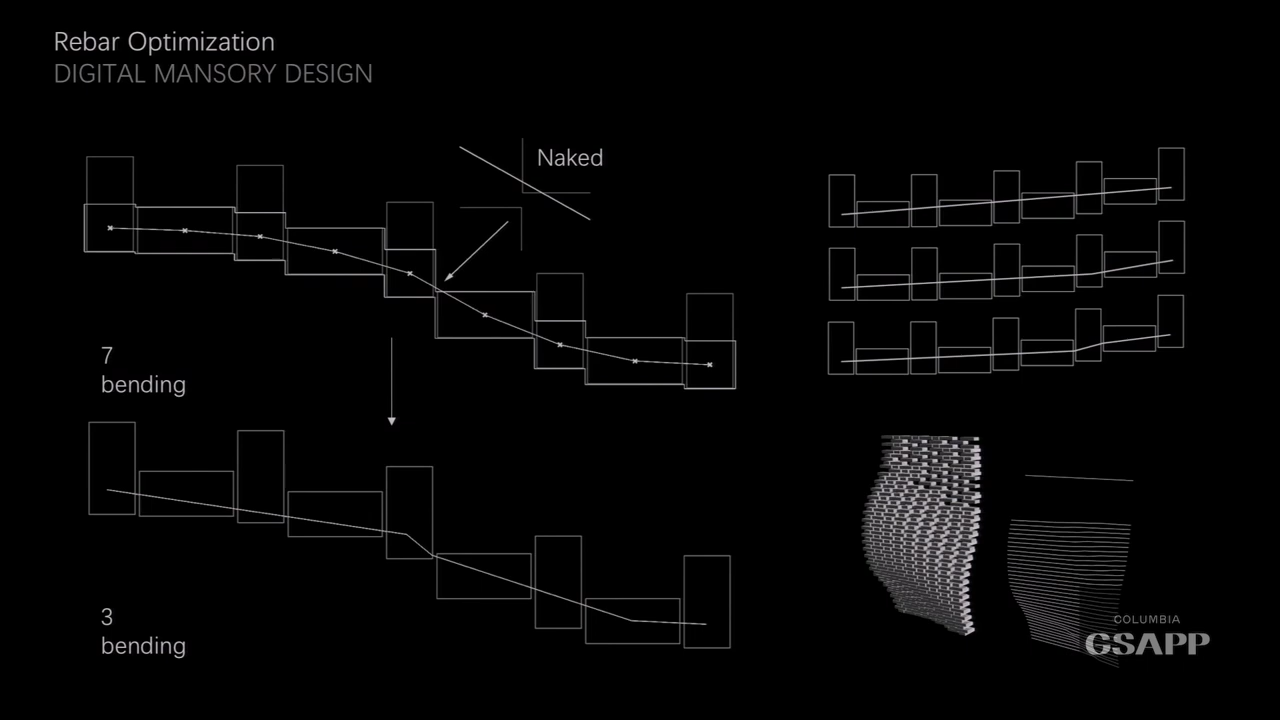 Rebar Optimization
DIGITAL MANSORY DESIGN
Naked
7
bending
3
bending
COLUMBIA
GSAPP